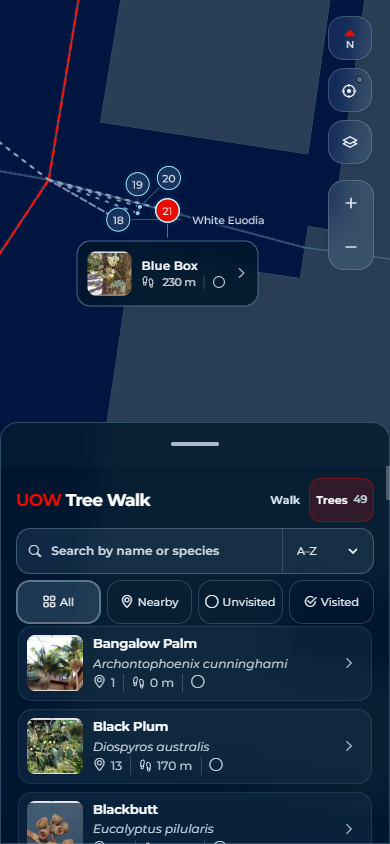 N
19
20
18
21
White Euodia
Blue Box
230 m
UOW Tree Walk
Walk
Trees 49
Search by name or species
A-Z
All
Nearby
Unvisited
Visited
Bangalow Palm
Archontophoenix cunninghami
1
0 m
Black Plum
Diospyros australis
13
170 m
Blackbutt
Eucalyptus pilularis